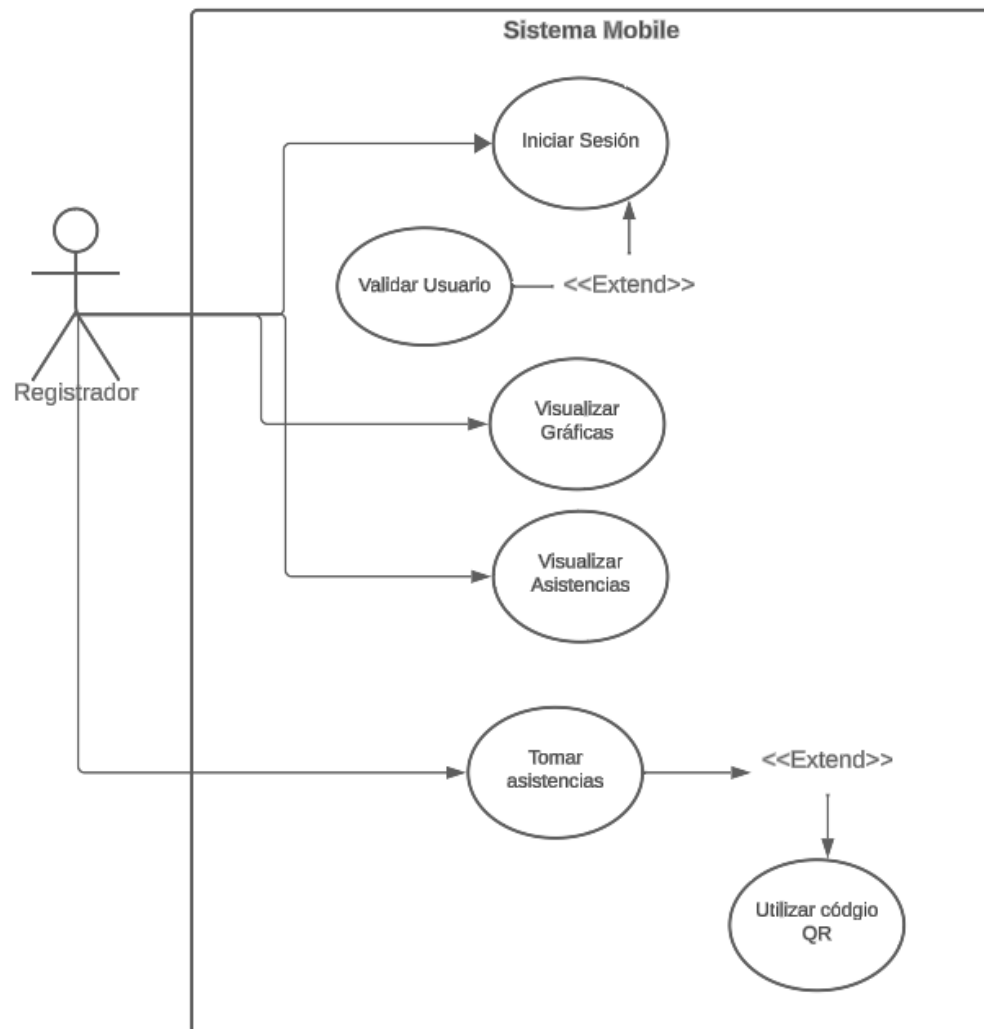 Sistema Mobile
Iniciar Sesión
Validar Usuario
<<Extend>>
Registrador
Visualizar
Gráficas
Visualizar
Asistencias
Tomar
asistencias
<<Extend>>
Utilizar códgio
QR